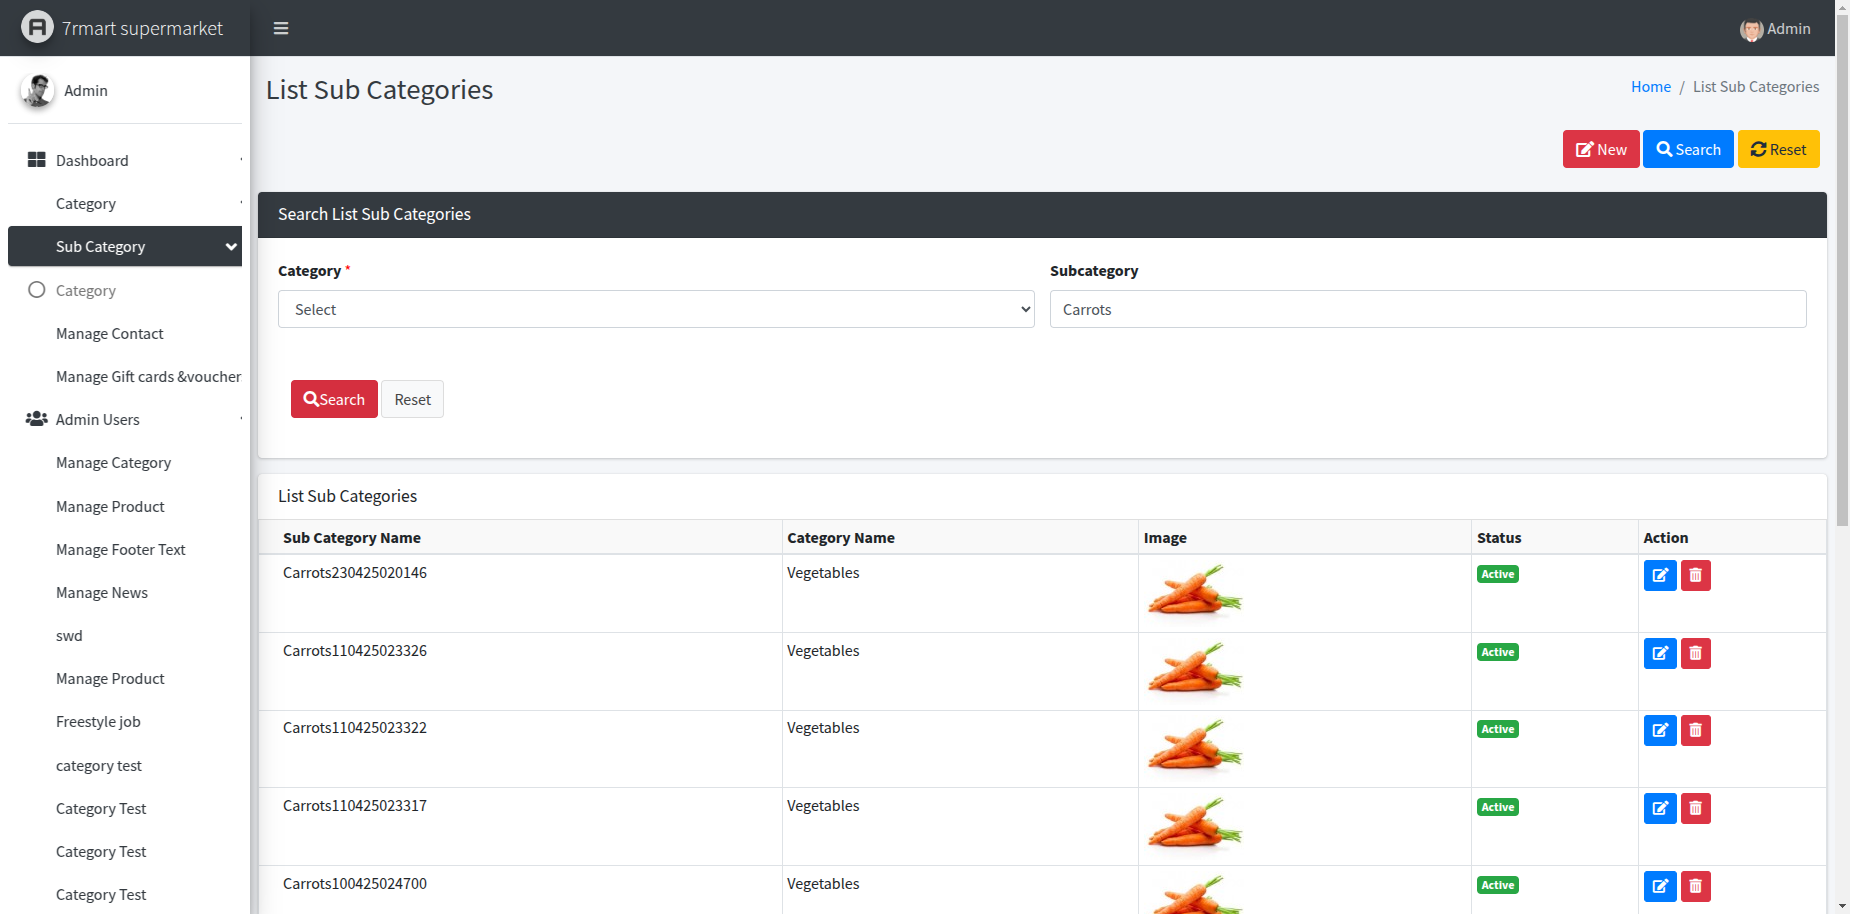 7rmart supermarket
Admin
Admin
Dashboard
Category
Sub Category
Category
Manage Contact
Manage Gift cards &voucher
Admin Users
Manage Category
Manage Product
Manage Footer Text
Manage News
swd
Manage Product
Freestyle job
category test
Category Test
Category Test
Category Test
List Sub Categories
Home / List Sub Categories
New Search Reset
Search List Sub Categories
Category * Subcategory
Select Carrots
Search Reset
List Sub Categories
Sub Category Name Category Name Image Status Action
Carrots230425020146 Vegetables Active
Carrots110425023326 Vegetables Active
Carrots110425023322 Vegetables Active
Carrots110425023317 Vegetables Active
Carrots100425024700 Vegetables Active